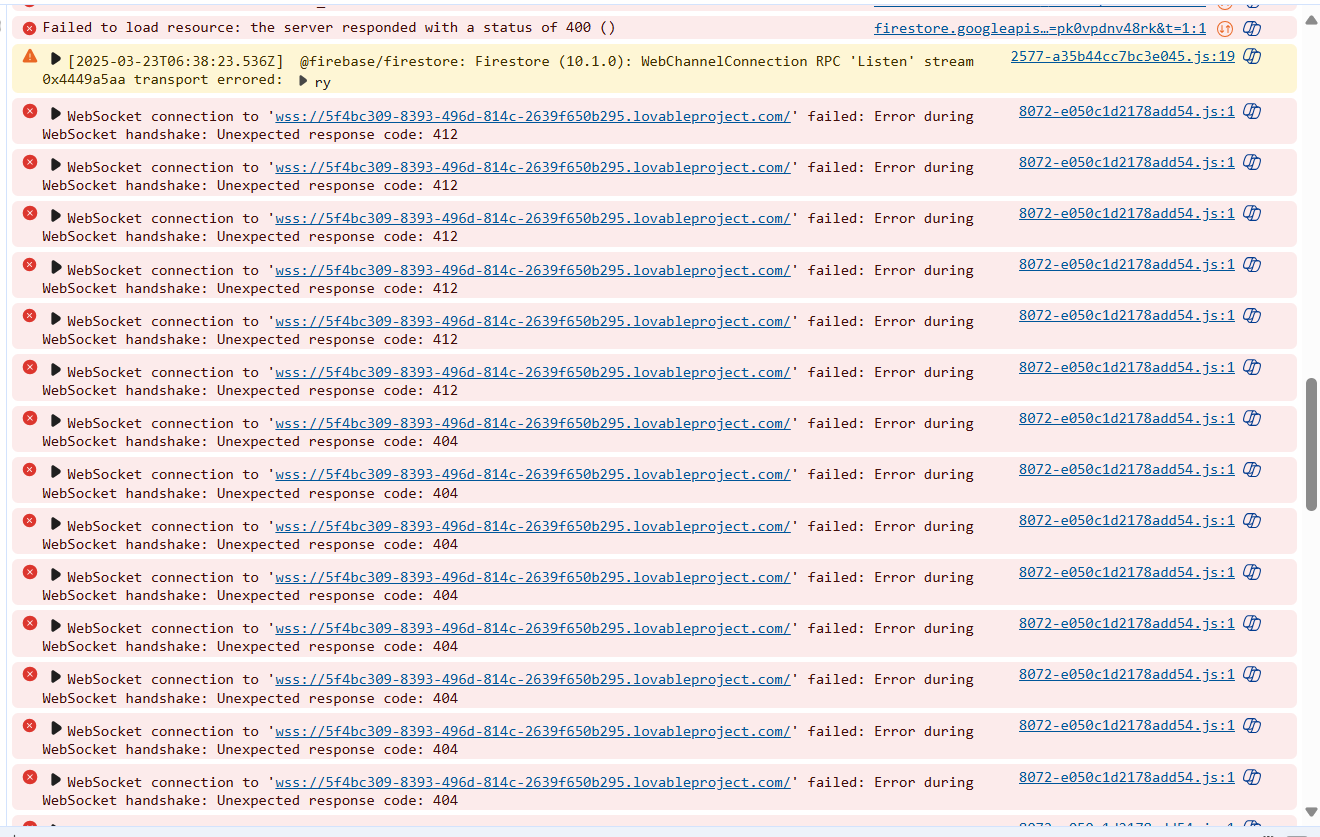 Failed to load resource: the server responded with a status of 400 () firestore.googleapis…=pk0vpdnv48rk&t=1:1
[2025-03-23T06:38:23.536Z] @firebase/firestore: Firestore (10.1.0): WebChannelConnection RPC 'Listen' stream 2577-a35b44cc7bc3e045.js:19
0x4449a5aa transport errored: ry
WebSocket connection to 'wss://5f4bc309-8393-496d-814c-2639f650b295.lovableproject.com/' failed: Error during 8072-e050c1d2178add54.js:1
WebSocket handshake: Unexpected response code: 412
WebSocket connection to 'wss://5f4bc309-8393-496d-814c-2639f650b295.lovableproject.com/' failed: Error during 8072-e050c1d2178add54.js:1
WebSocket handshake: Unexpected response code: 412
WebSocket connection to 'wss://5f4bc309-8393-496d-814c-2639f650b295.lovableproject.com/' failed: Error during 8072-e050c1d2178add54.js:1
WebSocket handshake: Unexpected response code: 412
WebSocket connection to 'wss://5f4bc309-8393-496d-814c-2639f650b295.lovableproject.com/' failed: Error during 8072-e050c1d2178add54.js:1
WebSocket handshake: Unexpected response code: 412
WebSocket connection to 'wss://5f4bc309-8393-496d-814c-2639f650b295.lovableproject.com/' failed: Error during 8072-e050c1d2178add54.js:1
WebSocket handshake: Unexpected response code: 412
WebSocket connection to 'wss://5f4bc309-8393-496d-814c-2639f650b295.lovableproject.com/' failed: Error during 8072-e050c1d2178add54.js:1
WebSocket handshake: Unexpected response code: 412
WebSocket connection to 'wss://5f4bc309-8393-496d-814c-2639f650b295.lovableproject.com/' failed: Error during 8072-e050c1d2178add54.js:1
WebSocket handshake: Unexpected response code: 404
WebSocket connection to 'wss://5f4bc309-8393-496d-814c-2639f650b295.lovableproject.com/' failed: Error during 8072-e050c1d2178add54.js:1
WebSocket handshake: Unexpected response code: 404
WebSocket connection to 'wss://5f4bc309-8393-496d-814c-2639f650b295.lovableproject.com/' failed: Error during 8072-e050c1d2178add54.js:1
WebSocket handshake: Unexpected response code: 404
WebSocket connection to 'wss://5f4bc309-8393-496d-814c-2639f650b295.lovableproject.com/' failed: Error during 8072-e050c1d2178add54.js:1
WebSocket handshake: Unexpected response code: 404
WebSocket connection to 'wss://5f4bc309-8393-496d-814c-2639f650b295.lovableproject.com/' failed: Error during 8072-e050c1d2178add54.js:1
WebSocket handshake: Unexpected response code: 404
WebSocket connection to 'wss://5f4bc309-8393-496d-814c-2639f650b295.lovableproject.com/' failed: Error during 8072-e050c1d2178add54.js:1
WebSocket handshake: Unexpected response code: 404
WebSocket connection to 'wss://5f4bc309-8393-496d-814c-2639f650b295.lovableproject.com/' failed: Error during 8072-e050c1d2178add54.js:1
WebSocket handshake: Unexpected response code: 404
WebSocket connection to 'wss://5f4bc309-8393-496d-814c-2639f650b295.lovableproject.com/' failed: Error during 8072-e050c1d2178add54.js:1
WebSocket handshake: Unexpected response code: 404